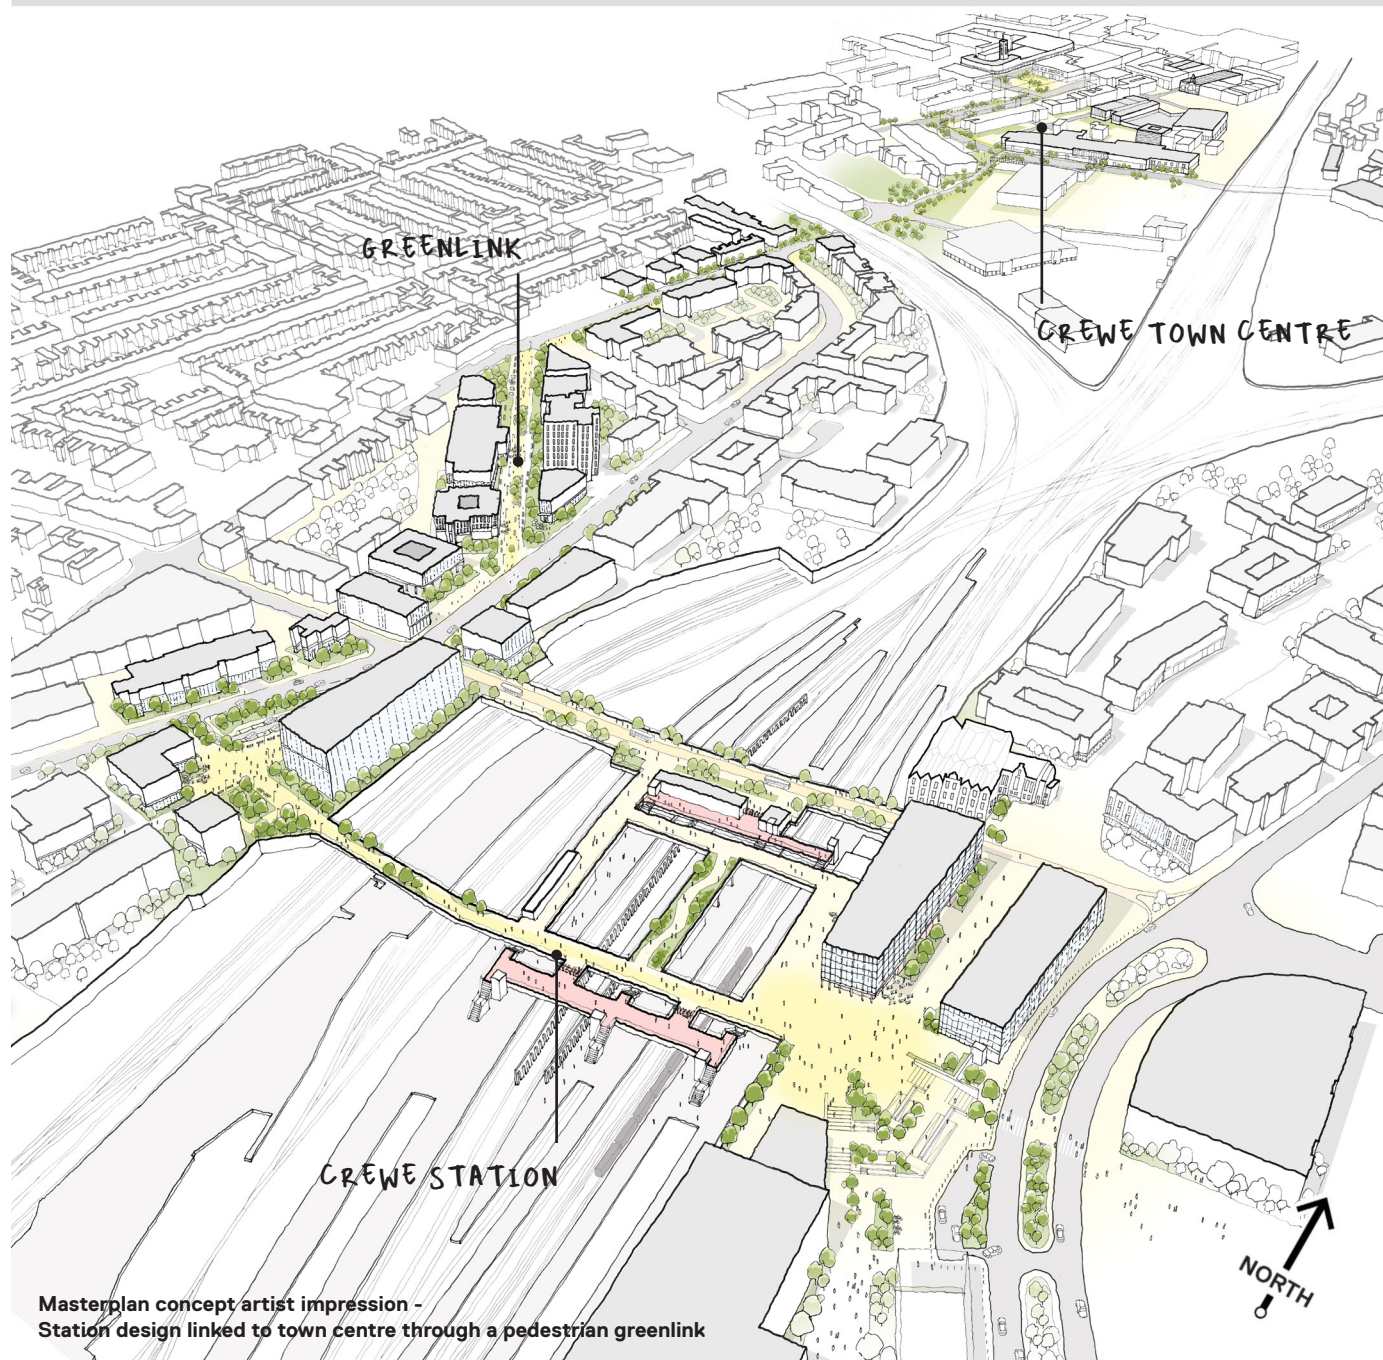 GREENLINK
CREWE TOWN CENTRE
CREWE STATION
NORTH
Masterplan concept artist impression -
Station design linked to town centre through a pedestrian greenlink